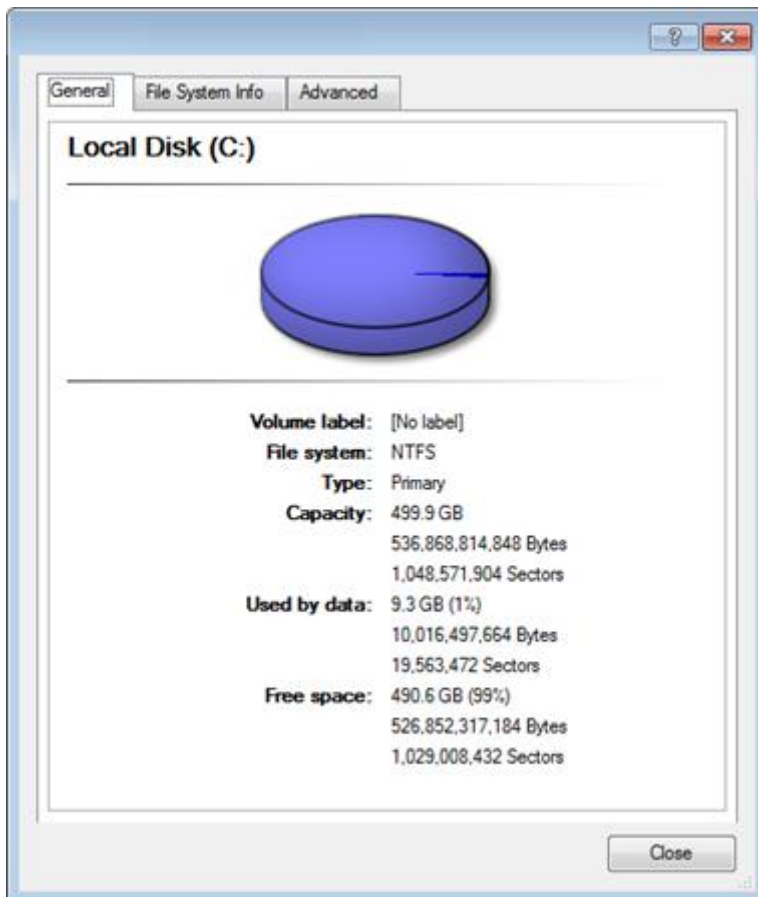 General File System Info Advanced
Local Disk (C:)
Volume label: [No label]
File system: NTFS
Type: Primary
Capacity: 499.9 GB
536,868,814,848 Bytes
1,048,571,904 Sectors
Used by data: 9.3 GB (1%)
10,016,497,664 Bytes
19,563,472 Sectors
Free space: 490.6 GB (99%)
526,852,317,184 Bytes
1,029,008,432 Sectors
Close